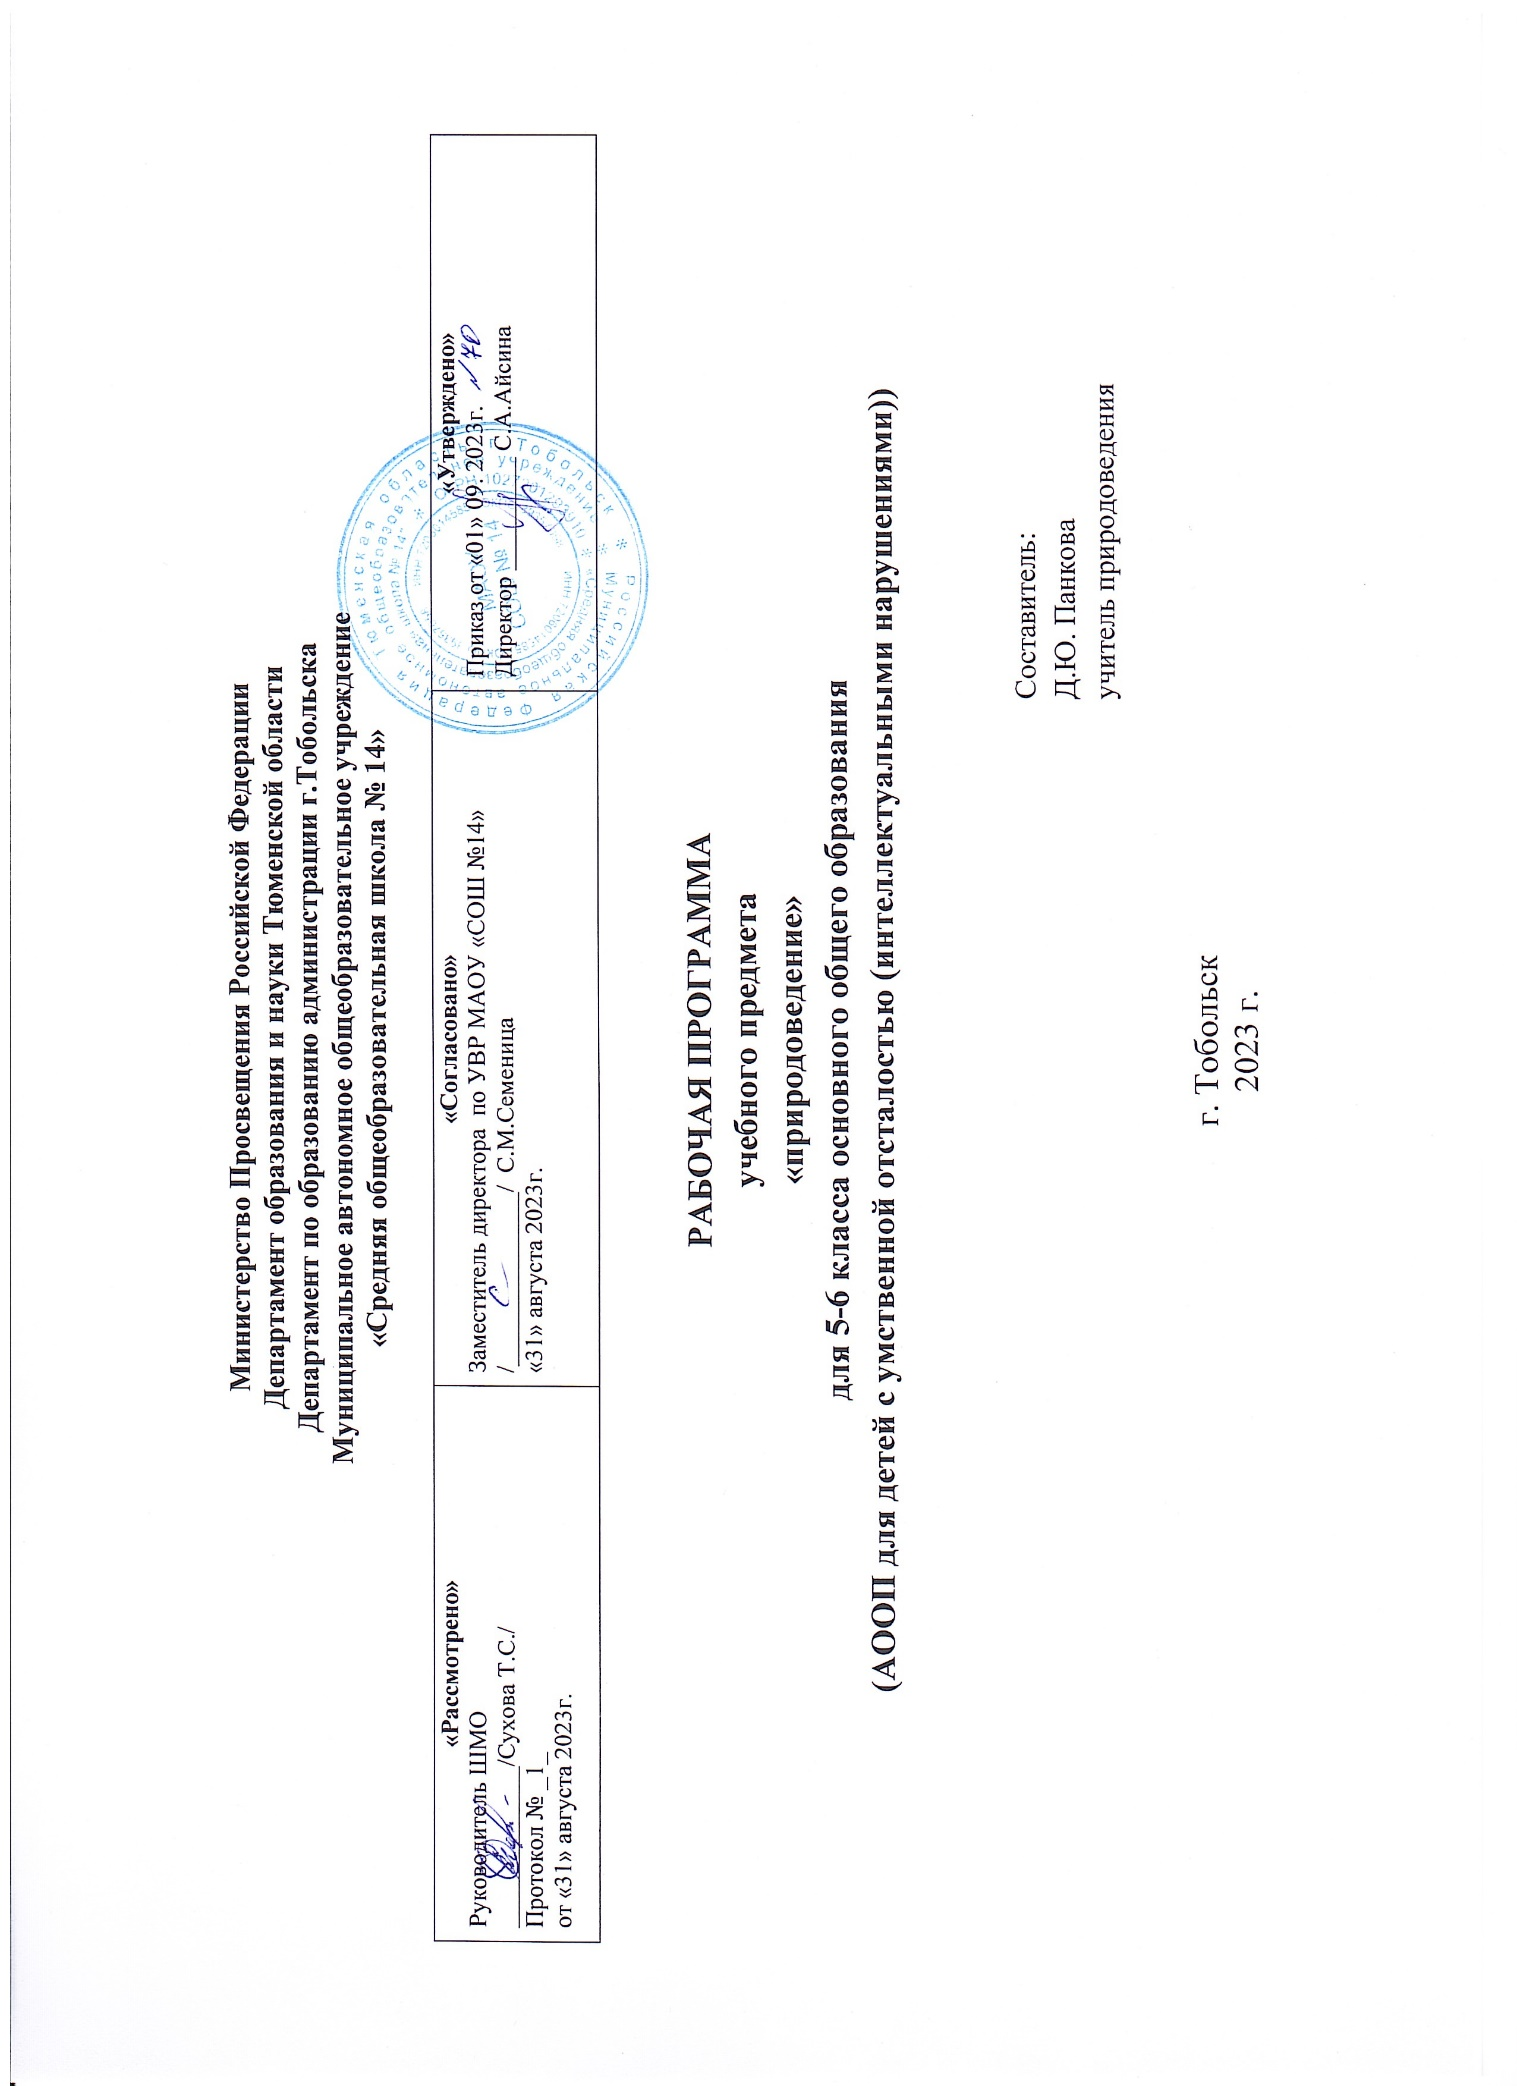 Министерство Просвещения Российской Федерации
Департамент образования и науки Тюменской области
Департамент по образованию администрации г.Тобольска
Муниципальное автономное общеобразовательное учреждение
«Средняя общеобразовательная школа № 14»
«Рассмотрено»
Руководитель ШМО
/Сухова Т.С./
Протокол № _1_
от «31» августа 2023г.
«Согласовано»
Заместитель директора по УВР МАОУ «СОШ №14»
/ / С.М.Семеница
«31» августа 2023г.
«Утверждено»
Приказ от «01» 09. 2023г. №70
Директор С.А.Айсина
РАБОЧАЯ ПРОГРАММА
учебного предмета
«природоведение»
для 5-6 класса основного общего образования
(АООП для детей с умственной отсталостью (интеллектуальными нарушениями))
Составитель:
Д.Ю. Панкова
учитель природоведения
г. Тобольск
2023 г.